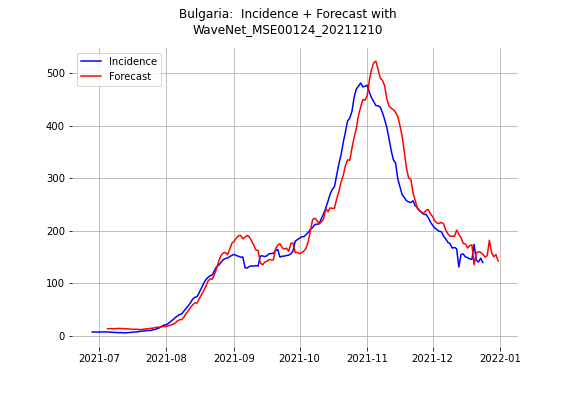 Bulgaria:  Incidence + Forecast with
WaveNet_MSE00124_20211210
Incidence
Forecast
500
400
300
200
100
0
2021-07 2021-08 2021-09 2021-10 2021-11 2021-12 2022-01